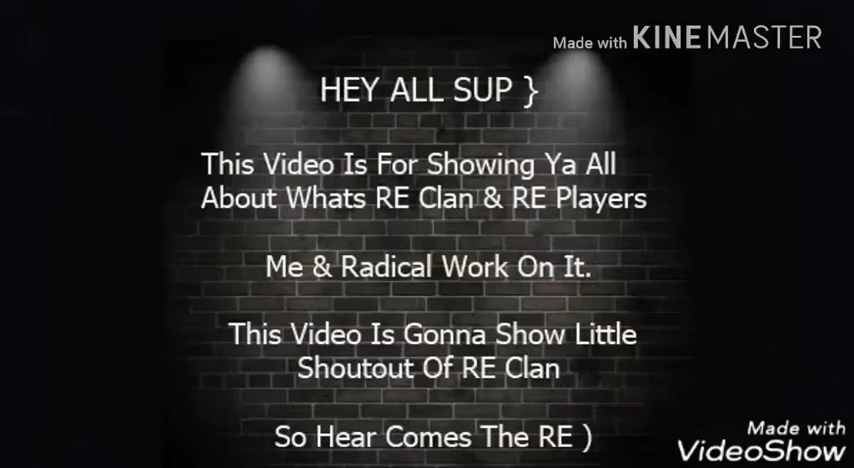 Made with KINEMASTER
HEY ALL SUP }
This Video Is For Showing Ya All
About Whats RE Clan & RE Players
Me & Radical Work On It.
This Video Is Gonna Show Little
Shoutout Of RE Clan
So Hear Comes The RE )
Made with
VideoShow